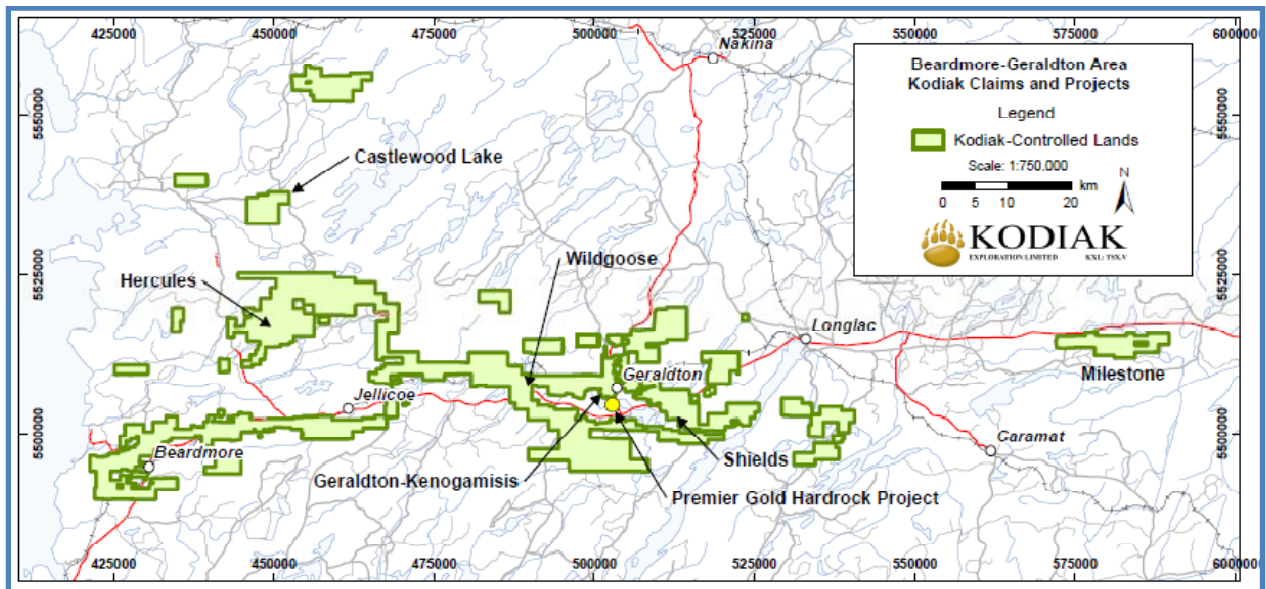 425000 450000 475000 500000 525000 550000 575000 600000
Nakina
Beardmore-Geraldton Area
Kodiak Claims and Projects
Legend
Kodiak-Controlled Lands
Scale: 1:750.000
N
0 5 10 20 km
KODIAK
EXPLORATION LIMITED KXL: TSX.V
5550000
5550000
Castlewood Lake
Wildgoose
5525000
5525000
Hercules
Longlac
Geraldton
Milestone
Jellicoe
5500000
5500000
Caramat
Beardmore
Shields
Geraldton-Kenogamisis
Premier Gold Hardrock Project
425000 450000 475000 500000 525000 550000 575000 600000